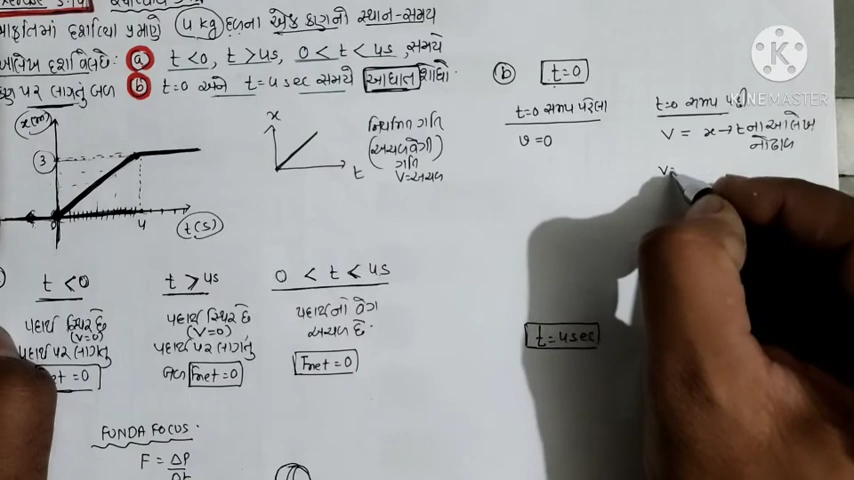 આકૃતિમાં દર્શાવ્યા પ્રમાણે 4 kg દળના એક કણનો સ્થાન-સમય
આલેખ દર્શાવેલ છે: a t<0, t>4s, 0<t<4s, સમયે
કણ પર લાગતું બળ b t=0 અને t=4sec સમયે આઘાત શોધો.
x(m)
3
0
4
t(s)
x
t
નિયમિત ગતિ
(અચળવેગી)
ગતિ
v=અચળ
b t=0
t=0 સમય પહેલા
v=0
t=0 સમય પછી
v = x→t ના આલેખ
નો ઢાળ
v=
KINEMASTER
t<0
પદાર્થ સ્થિર છે
(v=0)
પદાર્થ પર લાગતું
Fnet=0
t>4s
પદાર્થ સ્થિર છે
(v=0)
પદાર્થ પર લાગતું
બળ Fnet=0
0<t<4s
પદાર્થનો વેગ
અચળ છે.
Fnet=0
t=4sec
FUNDA FOCUS.
F = ΔP
Δt